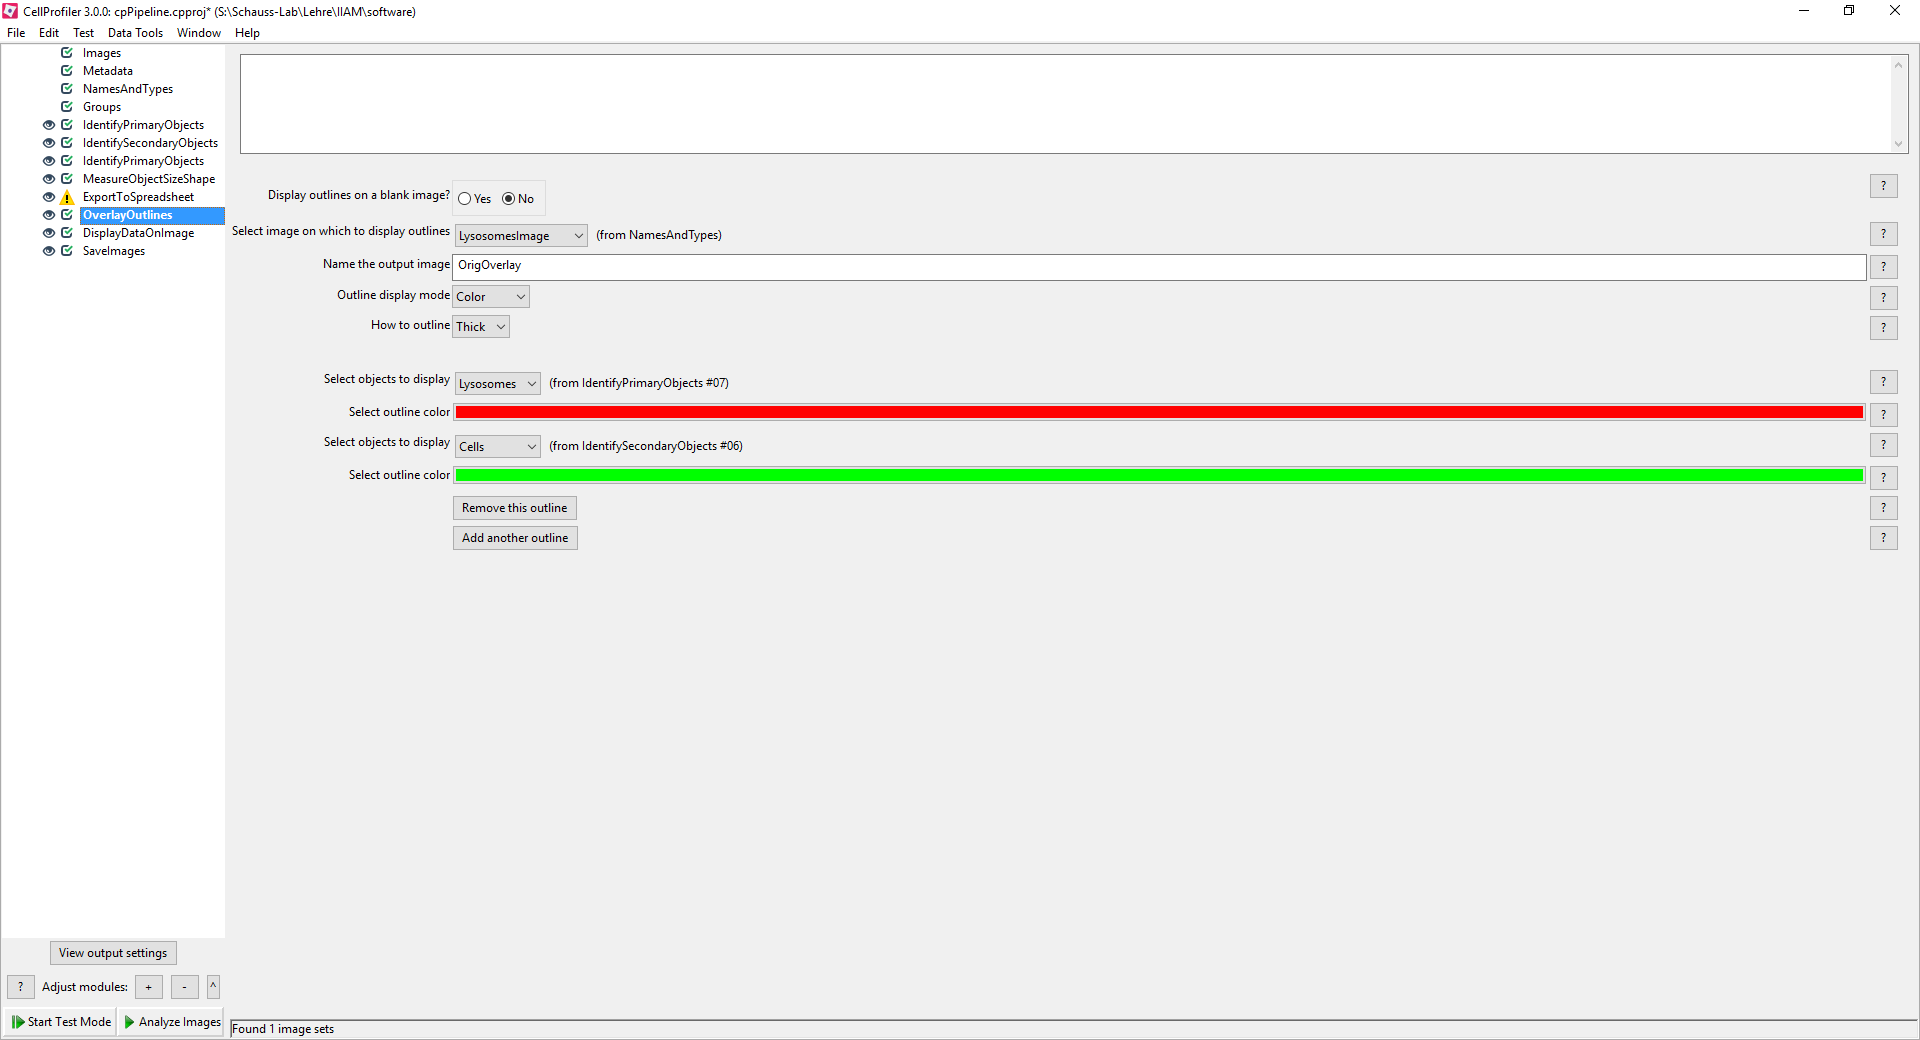 CellProfiler 3.0.0: cpPipeline.cpproj* (S:\Schauss-Lab\Lehre\IIAM\software)
File Edit Test Data Tools Window Help
Images
Metadata
NamesAndTypes
Groups
IdentifyPrimaryObjects
IdentifySecondaryObjects
IdentifyPrimaryObjects
MeasureObjectSizeShape
ExportToSpreadsheet
OverlayOutlines
DisplayDataOnImage
SaveImages
Display outlines on a blank image? Yes No ?
Select image on which to display outlines LysosomesImage (from NamesAndTypes) ?
Name the output image OrigOverlay ?
Outline display mode Color ?
How to outline Thick ?
Select objects to display Lysosomes (from IdentifyPrimaryObjects #07) ?
Select outline color ?
Select objects to display Cells (from IdentifySecondaryObjects #06) ?
Select outline color ?
Remove this outline ?
Add another outline ?
View output settings
? Adjust modules: + - ^
Start Test Mode Analyze Images
Found 1 image sets